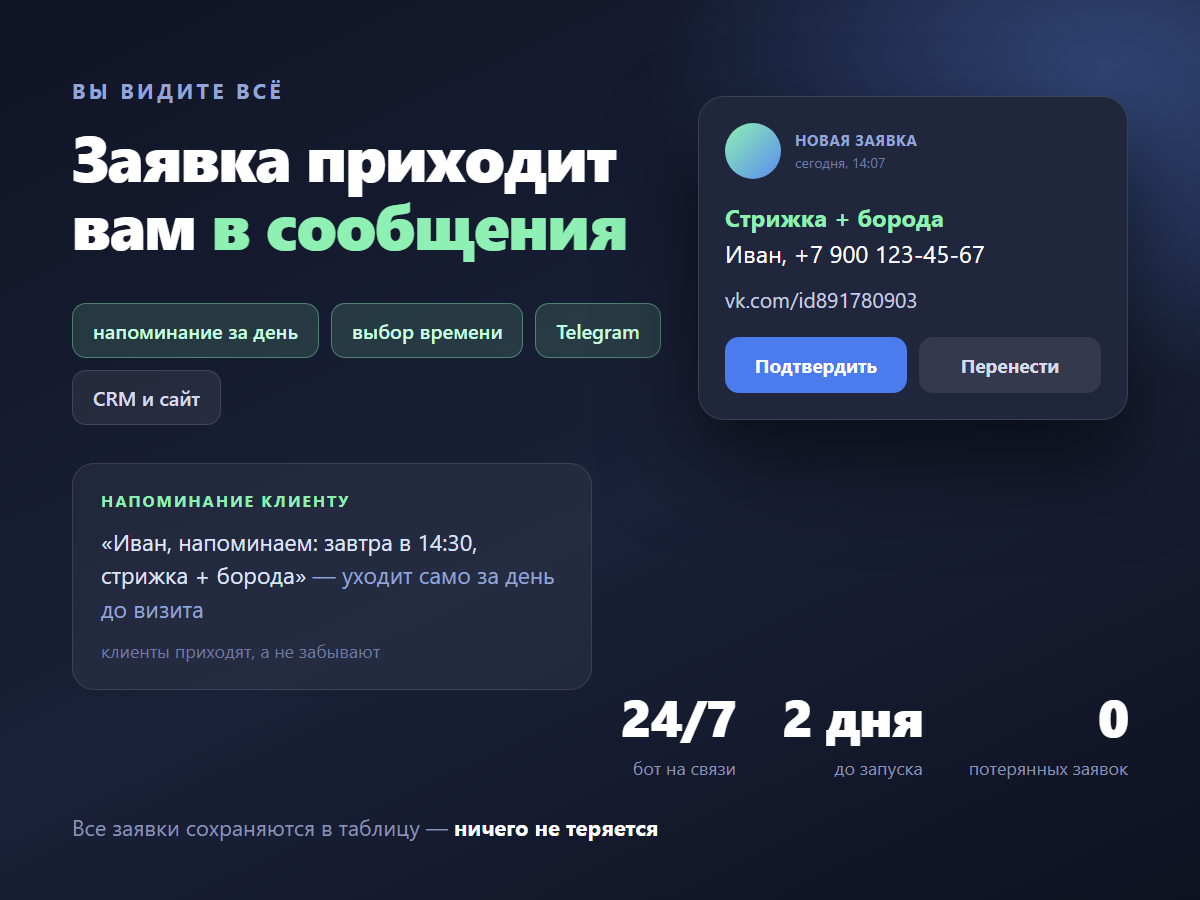 ВЫ ВИДИТЕ ВСЁ
Заявка приходит
вам в сообщения
напоминание за день
выбор времени
Telegram
CRM и сайт
НОВАЯ ЗАЯВКА
сегодня, 14:07
Стрижка + борода
Иван, +7 900 123-45-67
vk.com/id891780903
Подтвердить
Перенести
НАПОМИНАНИЕ КЛИЕНТУ
«Иван, напоминаем: завтра в 14:30,
стрижка + борода» — уходит само за день
до визита
клиенты приходят, а не забывают
24/7
бот на связи
2 дня
до запуска
0
потерянных заявок
Все заявки сохраняются в таблицу — ничего не теряется